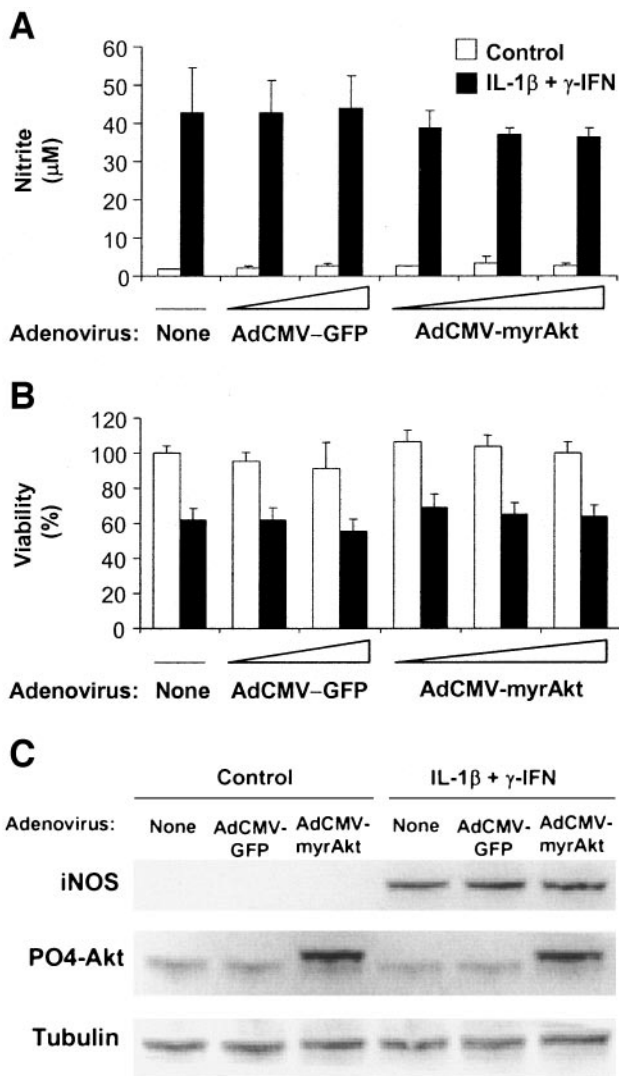 A
60
50
40
30
20
10
0
Nitrite
(μM)
Control
IL-1β + γ-IFN
Adenovirus: None AdCMV–GFP AdCMV-myrAkt
B
120
100
80
60
40
20
0
Viability
(%)
Adenovirus: None AdCMV–GFP AdCMV-myrAkt
C
Control IL-1β + γ-IFN
Adenovirus: None AdCMV-GFP AdCMV-myrAkt None AdCMV-GFP AdCMV-myrAkt
iNOS
PO4-Akt
Tubulin